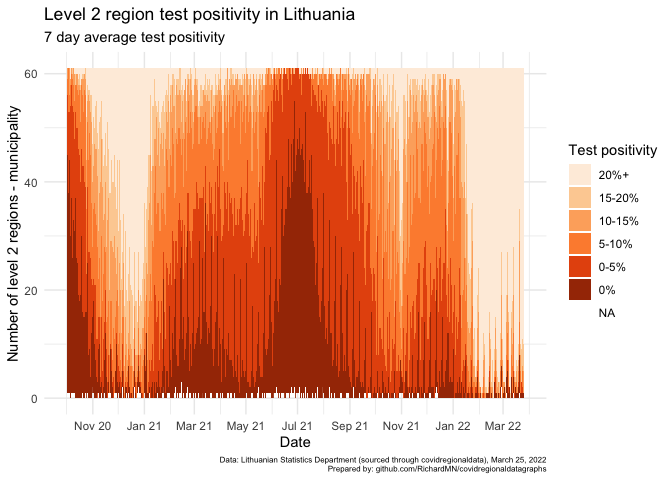 Level 2 region test positivity in Lithuania
7 day average test positivity
Number of level 2 regions - municipality
60
40
20
0
Nov 20 Jan 21 Mar 21 May 21 Jul 21 Sep 21 Nov 21 Jan 22 Mar 22
Date
Test positivity
20%+
15-20%
10-15%
5-10%
0-5%
0%
NA
Data: Lithuanian Statistics Department (sourced through covidregionaldata), March 25, 2022
Prepared by: github.com/RichardMN/covidregionaldatagraphs